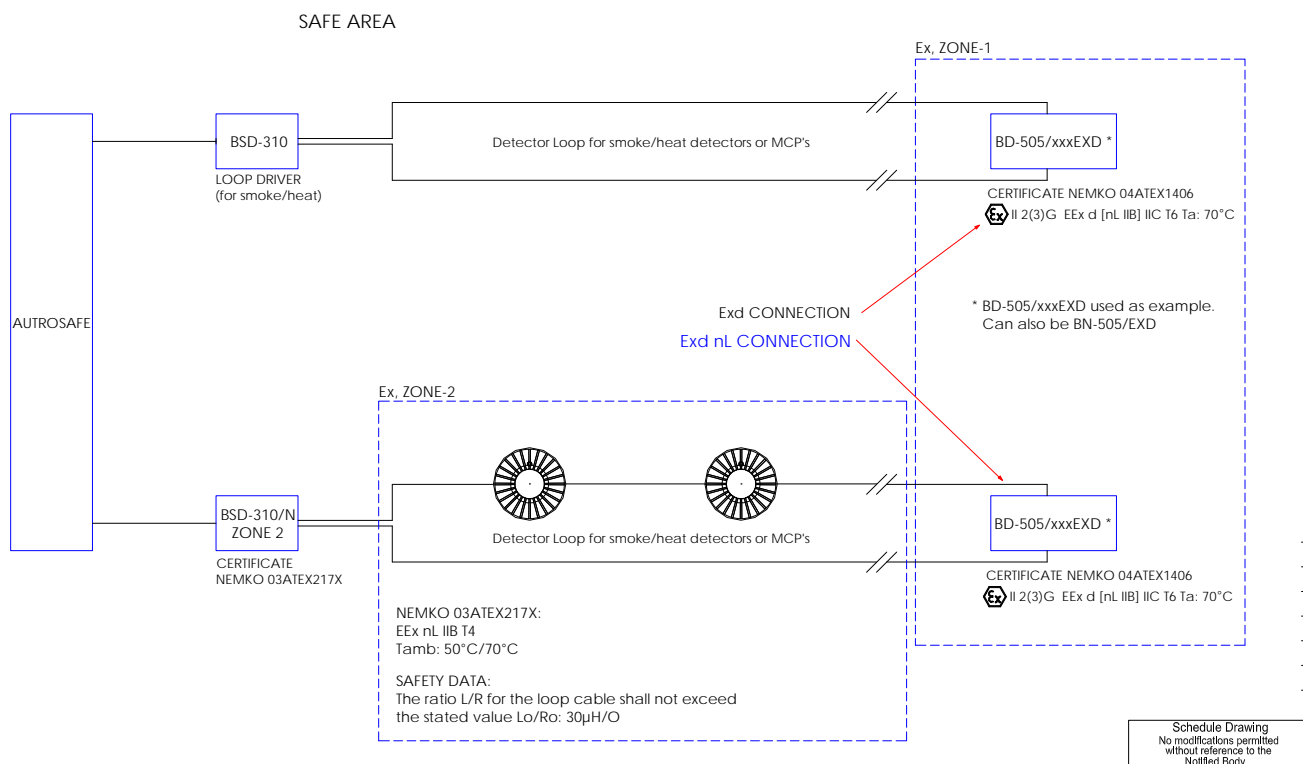 SAFE AREA
Ex, ZONE-1
BSD-310
Detector Loop for smoke/heat detectors or MCP's
BD-505/xxxEXD *
LOOP DRIVER
(for smoke/heat)
CERTIFICATE NEMKO 04ATEX1406
Ex II 2(3)G EEx d [nL IIB] IIC T6 Ta: 70°C
AUTROSAFE
Exd CONNECTION
Exd nL CONNECTION
* BD-505/xxxEXD used as example.
Can also be BN-505/EXD
Ex, ZONE-2
BSD-310/N
ZONE 2
Detector Loop for smoke/heat detectors or MCP's
BD-505/xxxEXD *
CERTIFICATE
NEMKO 03ATEX217X
CERTIFICATE NEMKO 04ATEX1406
Ex II 2(3)G EEx d [nL IIB] IIC T6 Ta: 70°C
NEMKO 03ATEX217X:
EEx nL IIB T4
Tamb: 50°C/70°C
SAFETY DATA:
The ratio L/R for the loop cable shall not exceed
the stated value Lo/Ro: 30µH/O
Schedule Drawing
No modifications permitted
without reference to the
Notified Body